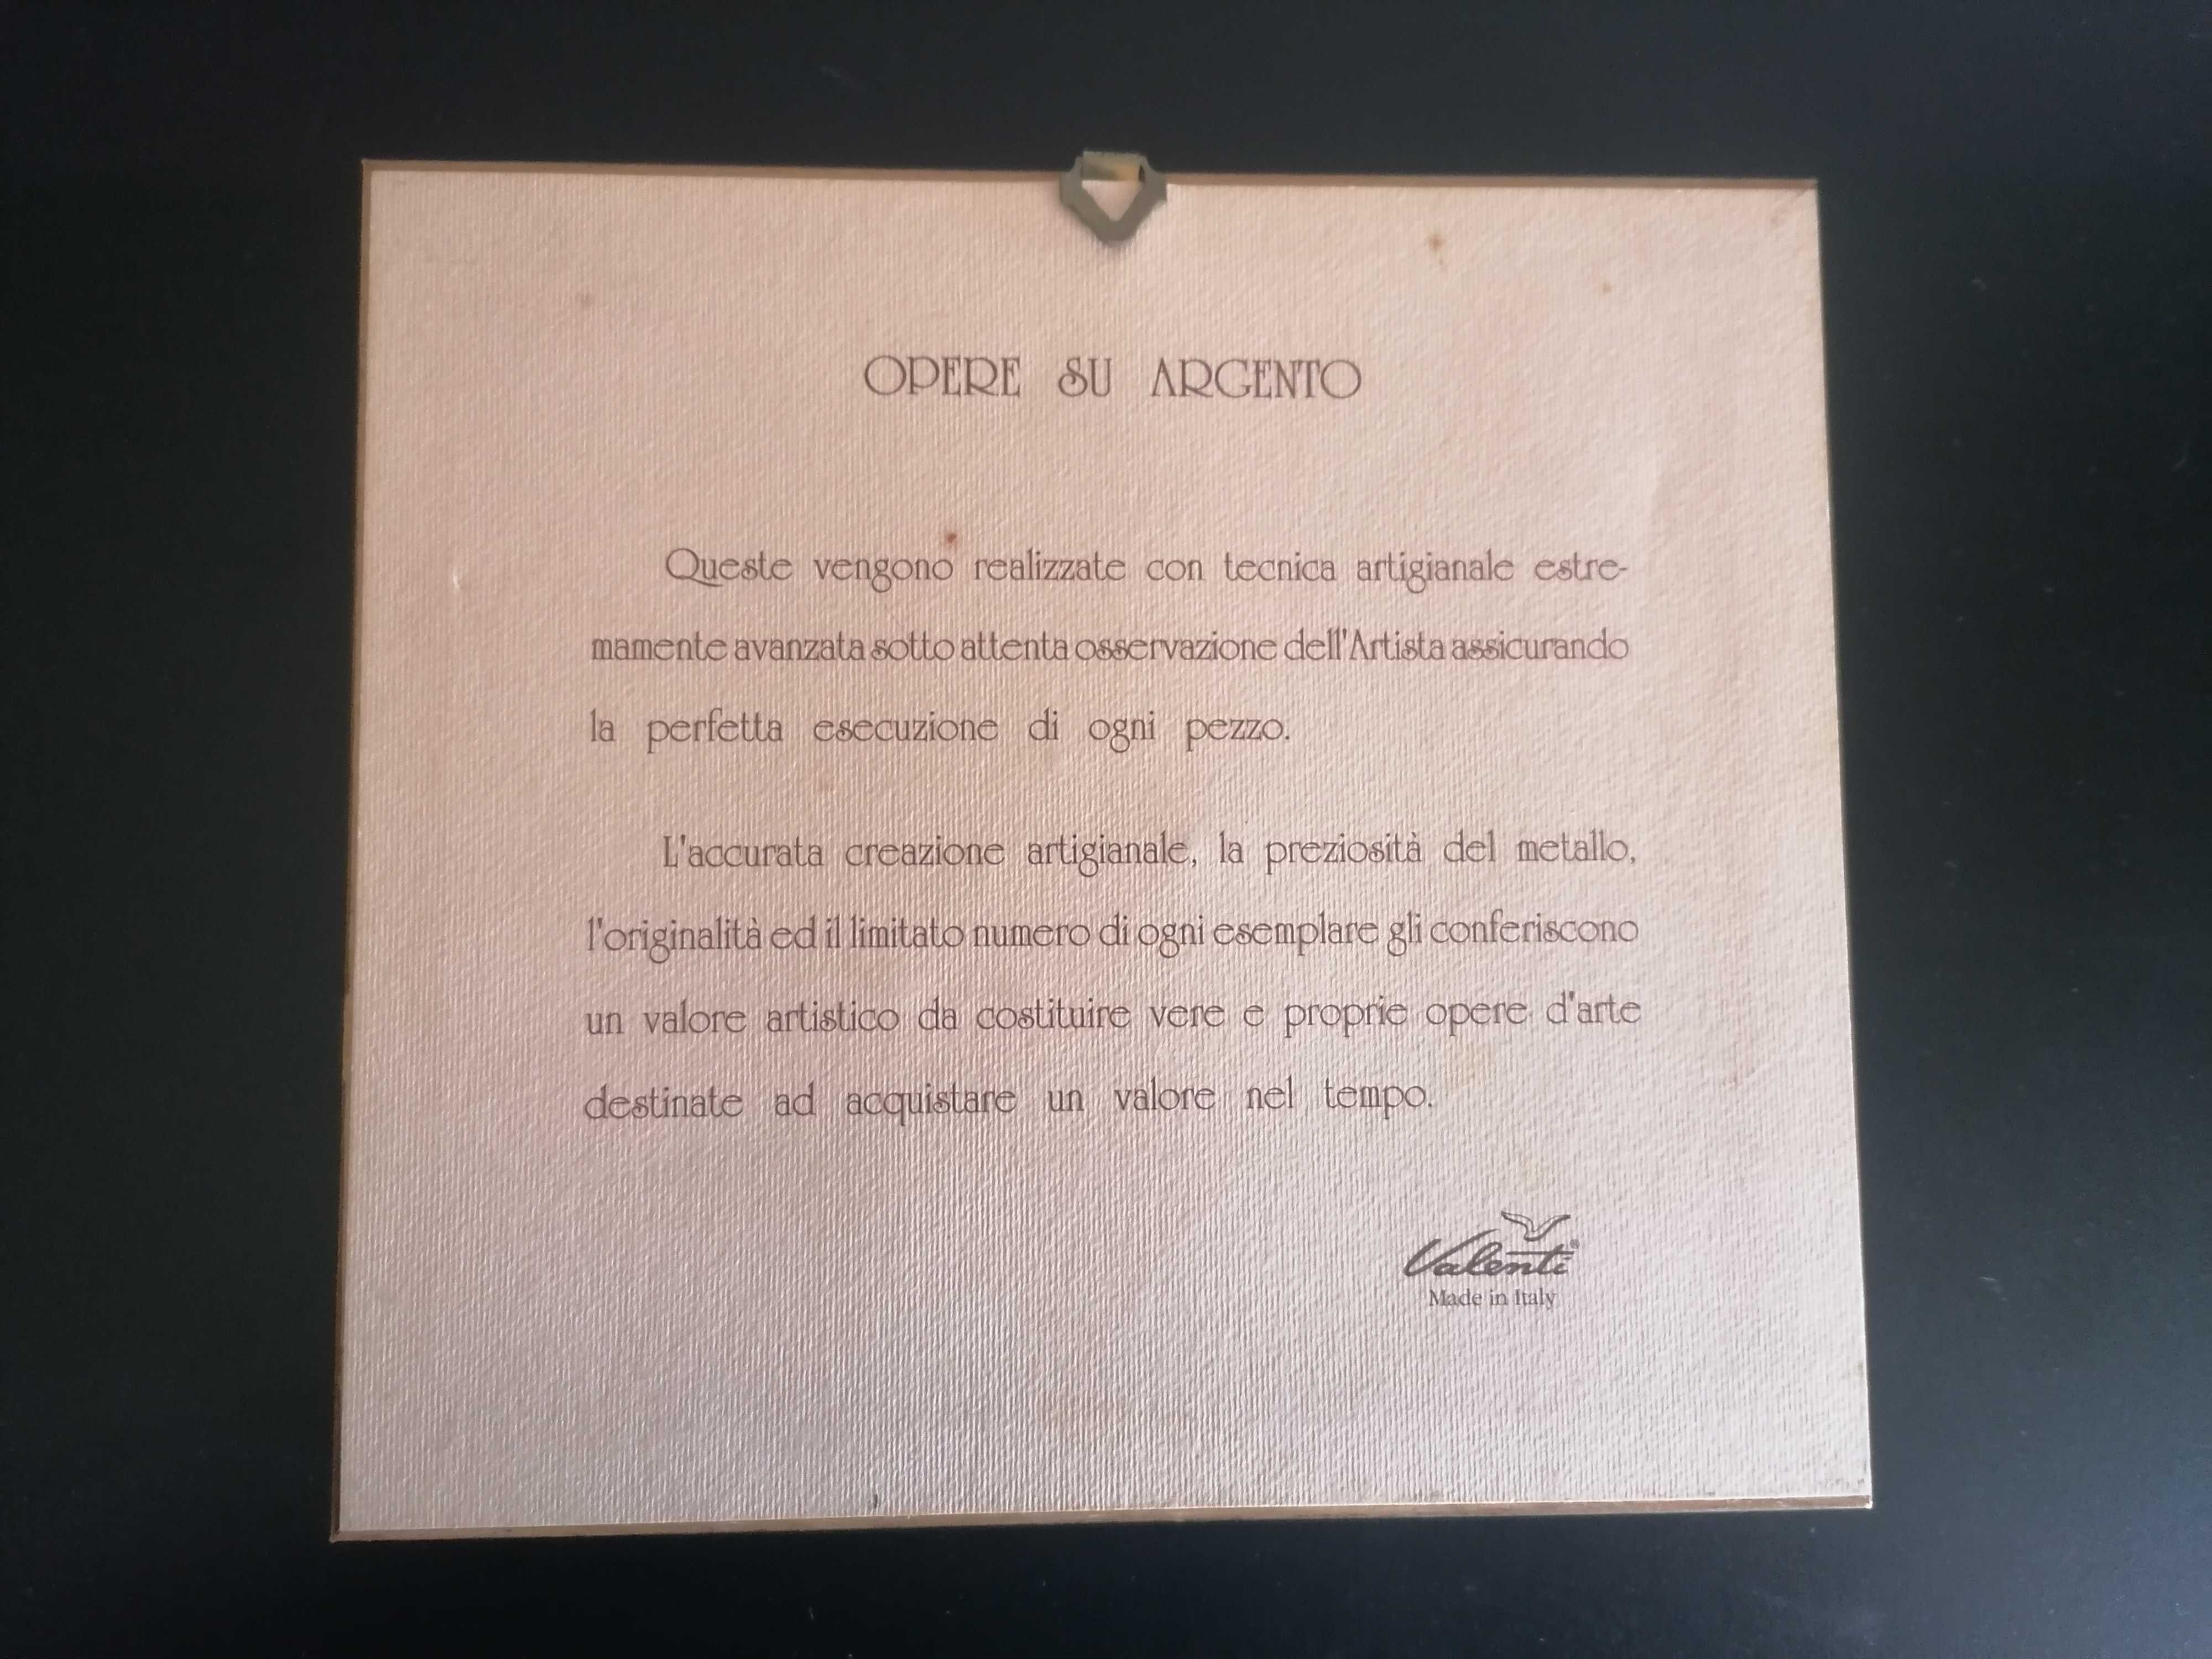 OPERE SU ARGENTO
Queste vengono realizzate con tecnica artigianale estre-
mamente avanzata sotto attenta osservazione dell'Artista assicurando
la perfetta esecuzione di ogni pezzo.
L'accurata creazione artigianale, la preziosità del metallo,
l'originalità ed il limitato numero di ogni esemplare gli conferiscono
un valore artistico da costituire vere e proprie opere d'arte
destinate ad acquistare un valore nel tempo.
Valenti®
Made in Italy